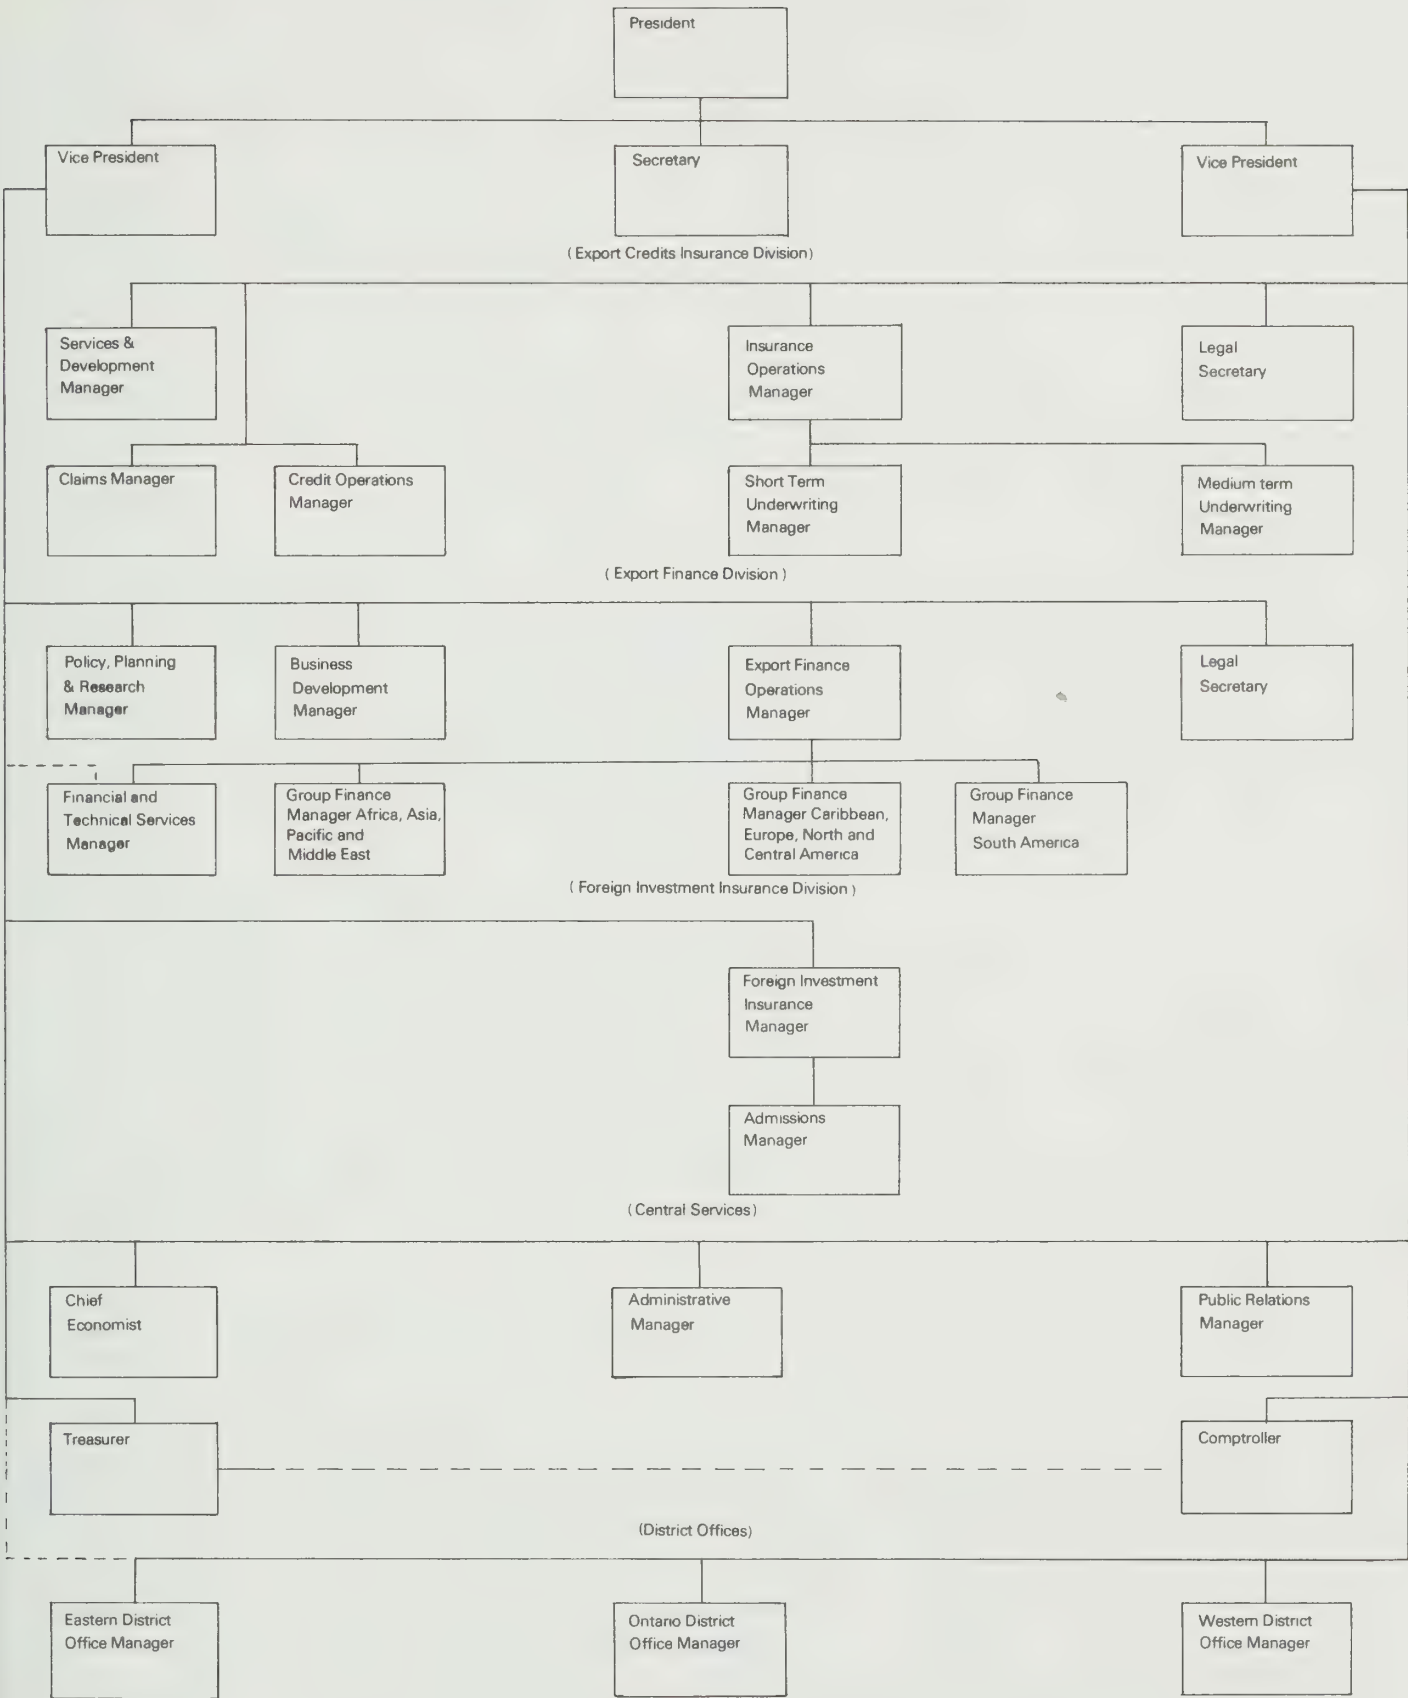 President
Vice President
Secretary
Vice President
( Export Credits Insurance Division)
Services &
Development
Manager
Insurance
Operations
Manager
Legal
Secretary
Claims Manager
Credit Operations
Manager
Short Term
Underwriting
Manager
Medium term
Underwriting
Manager
( Export Finance Division )
Policy, Planning
& Research
Manager
Business
Development
Manager
Export Finance
Operations
Manager
Legal
Secretary
Financial and
Technical Services
Manager
Group Finance
Manager Africa, Asia,
Pacific and
Middle East
Group Finance
Manager Caribbean,
Europe, North and
Central America
Group Finance
Manager
South America
( Foreign Investment Insurance Division )
Foreign Investment
Insurance
Manager
Admissions
Manager
(Central Services)
Chief
Economist
Administrative
Manager
Public Relations
Manager
Treasurer
Comptroller
(District Offices)
Eastern District
Office Manager
Ontario District
Office Manager
Western District
Office Manager